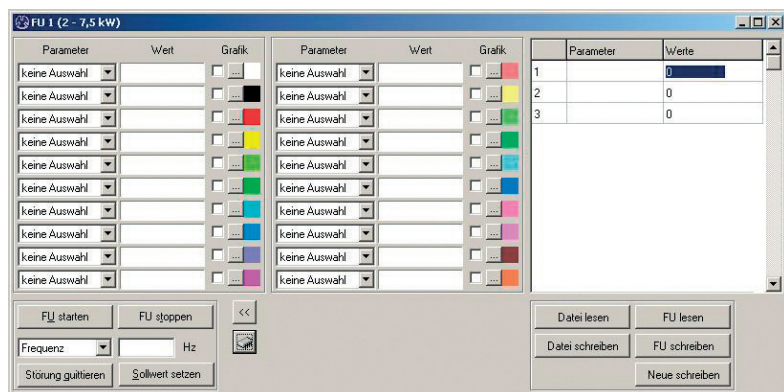 FU 1 (2 - 7,5 kW)
Parameter Wert Grafik Parameter Wert Grafik Parameter Werte
keine Auswahl ... keine Auswahl ... 1 0
keine Auswahl ... keine Auswahl ... 2 0
keine Auswahl ... keine Auswahl ... 3 0
keine Auswahl ... keine Auswahl ...
keine Auswahl ... keine Auswahl ...
keine Auswahl ... keine Auswahl ...
keine Auswahl ... keine Auswahl ...
keine Auswahl ... keine Auswahl ...
keine Auswahl ... keine Auswahl ...
keine Auswahl ... keine Auswahl ...
FU starten FU stoppen << Datei lesen FU lesen
Frequenz Hz Datei schreiben FU schreiben
Störung quittieren Sollwert setzen Neue schreiben